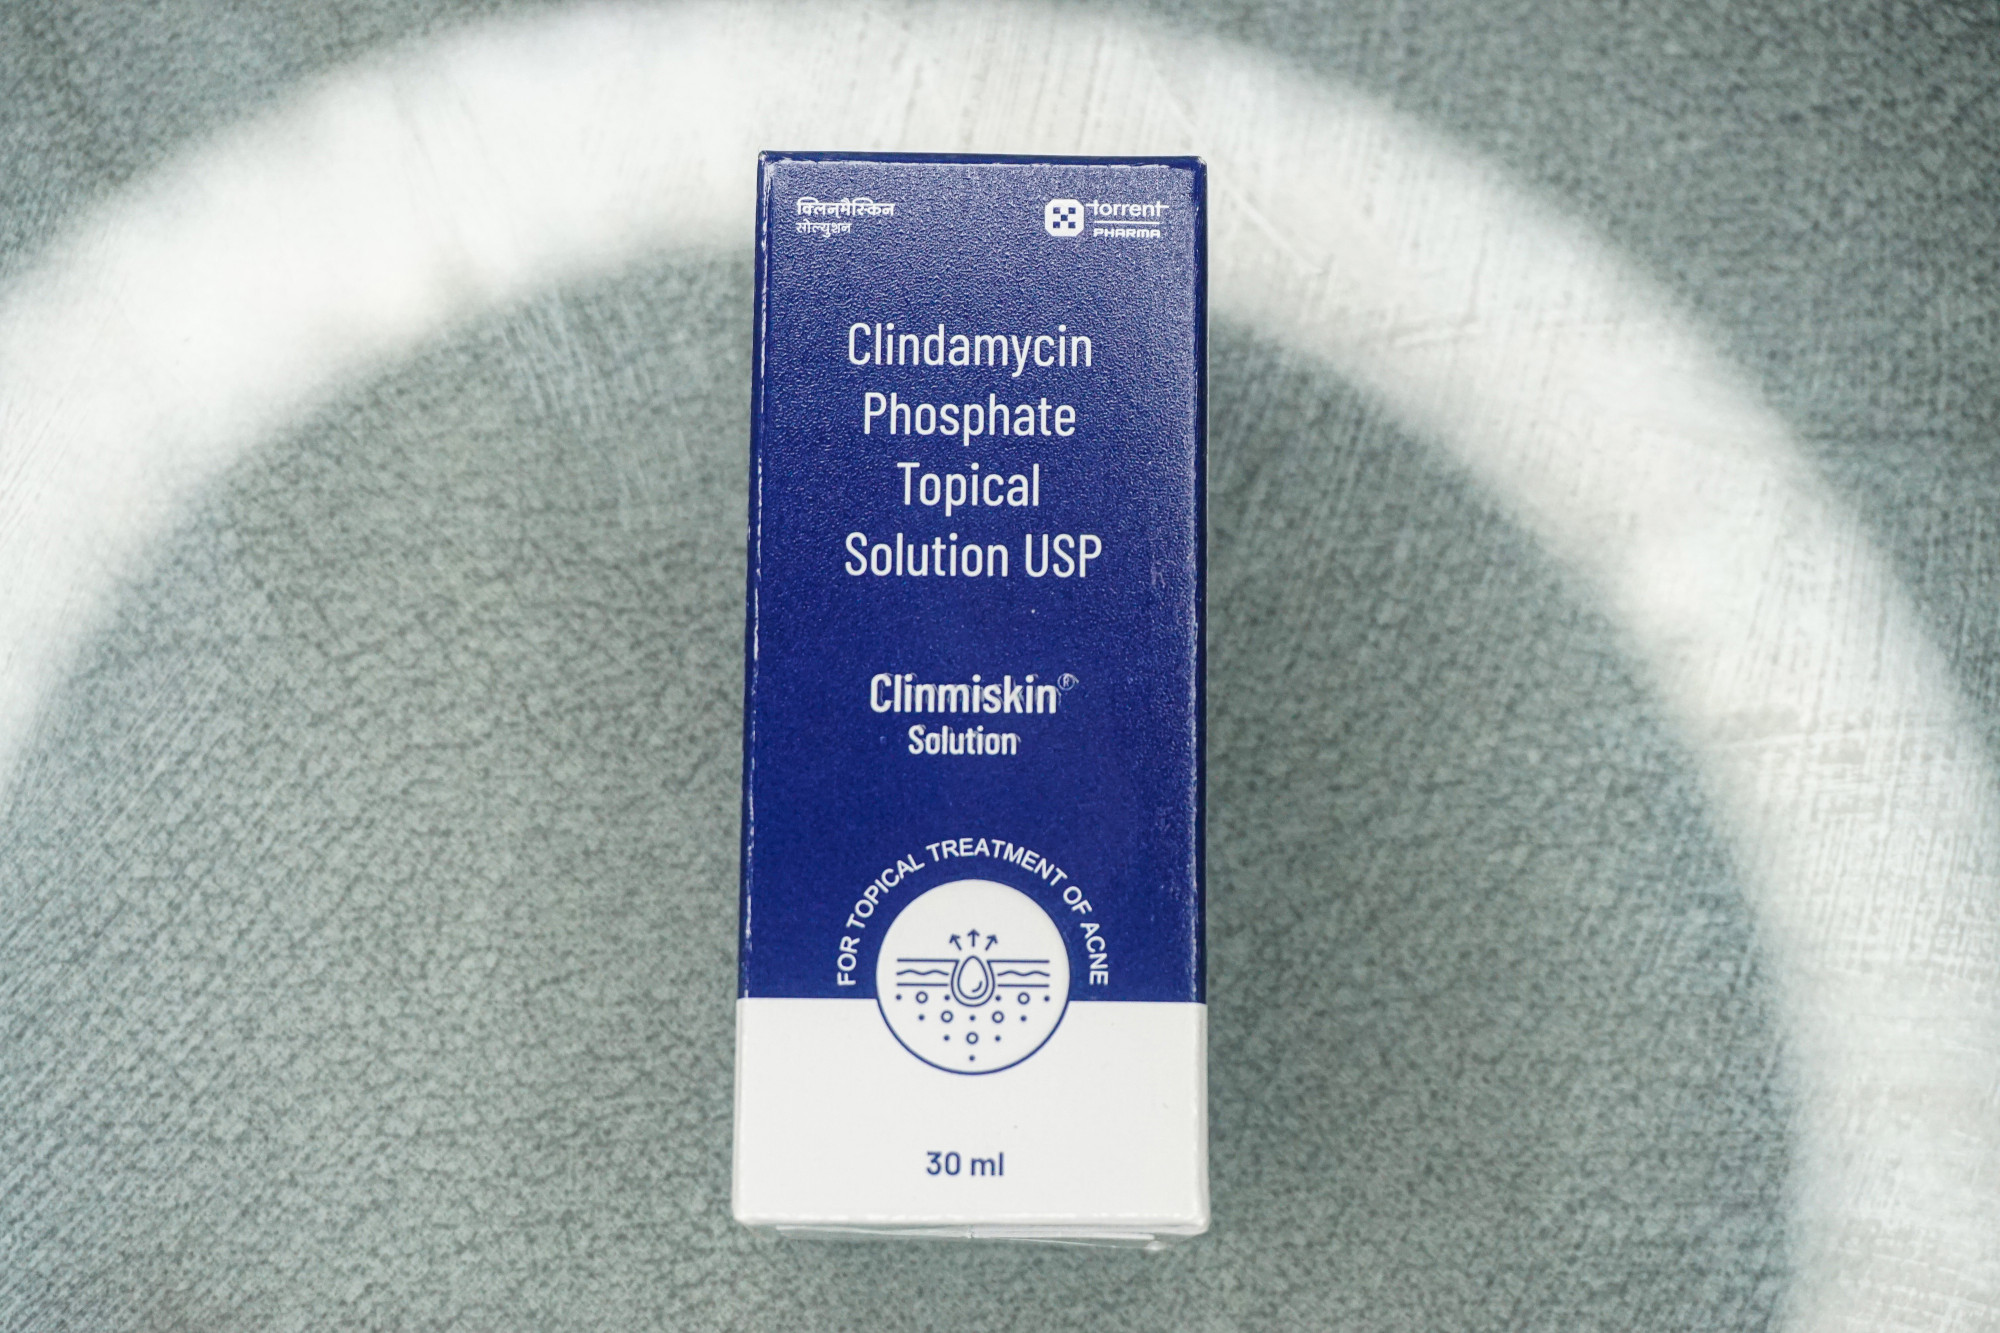 क्लिनमैस्किन
सोल्युशन
torrent
PHARMA
Clindamycin
Phosphate
Topical
Solution USP
Clinmiskin®
Solution
FOR TOPICAL TREATMENT OF ACNE
30 ml